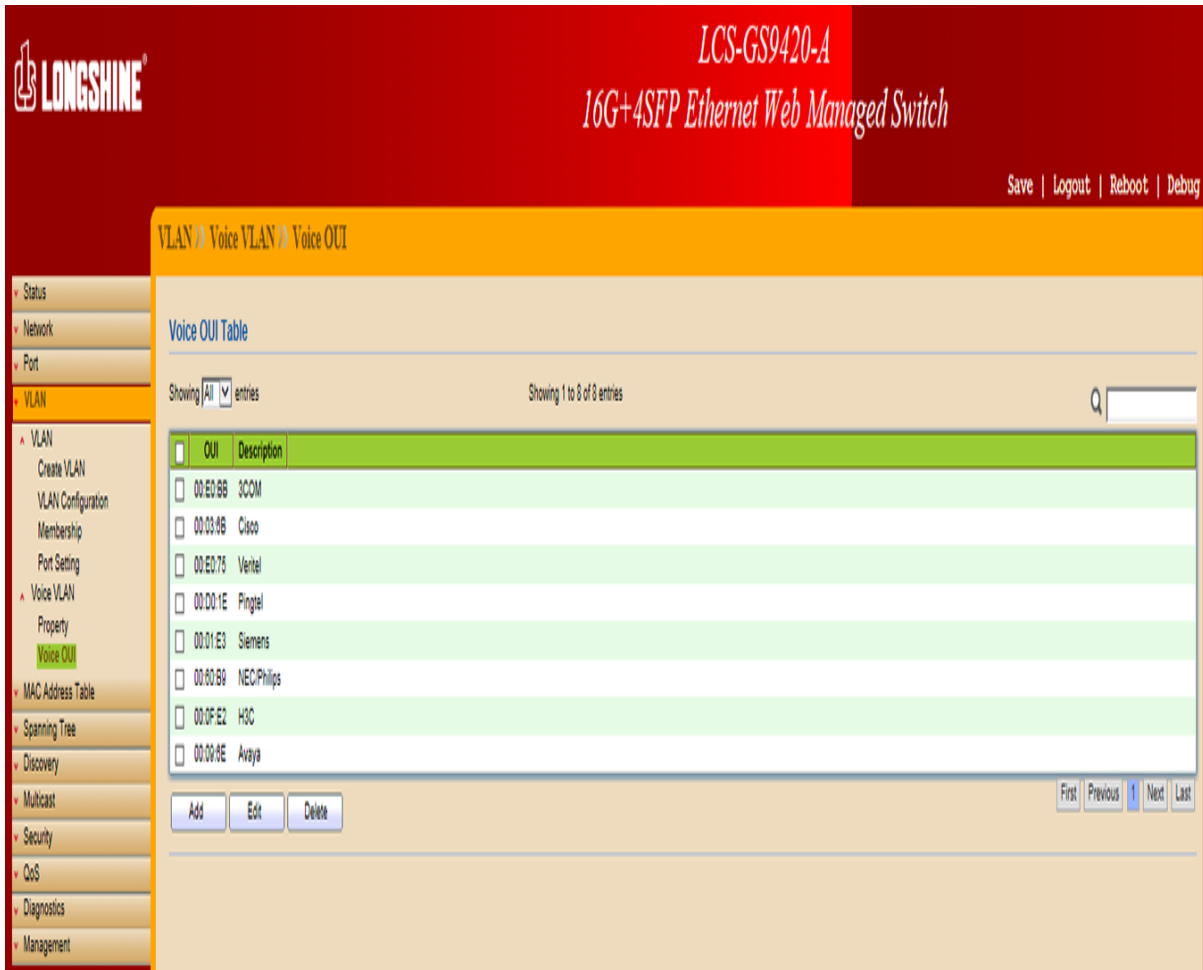 LONGSHINE®
LCS-GS9420-A
16G+4SFP Ethernet Web Managed Switch
Save | Logout | Reboot | Debug
VLAN >> Voice VLAN >> Voice OUI
Status
Network
Port
VLAN
VLAN
Create VLAN
VLAN Configuration
Membership
Port Setting
Voice VLAN
Property
Voice OUI
MAC Address Table
Spanning Tree
Discovery
Multicast
Security
QoS
Diagnostics
Management
Voice OUI Table
Showing All entries
Showing 1 to 8 of 8 entries
OUI Description
00:E0:BB 3COM
00:03:6B Cisco
00:E0:75 Veritel
00:D0:1E Pingtel
00:01:E3 Siemens
00:60:B9 NEC/Philips
00:0F:E2 H3C
00:09:6E Avaya
Add Edit Delete
First Previous 1 Next Last